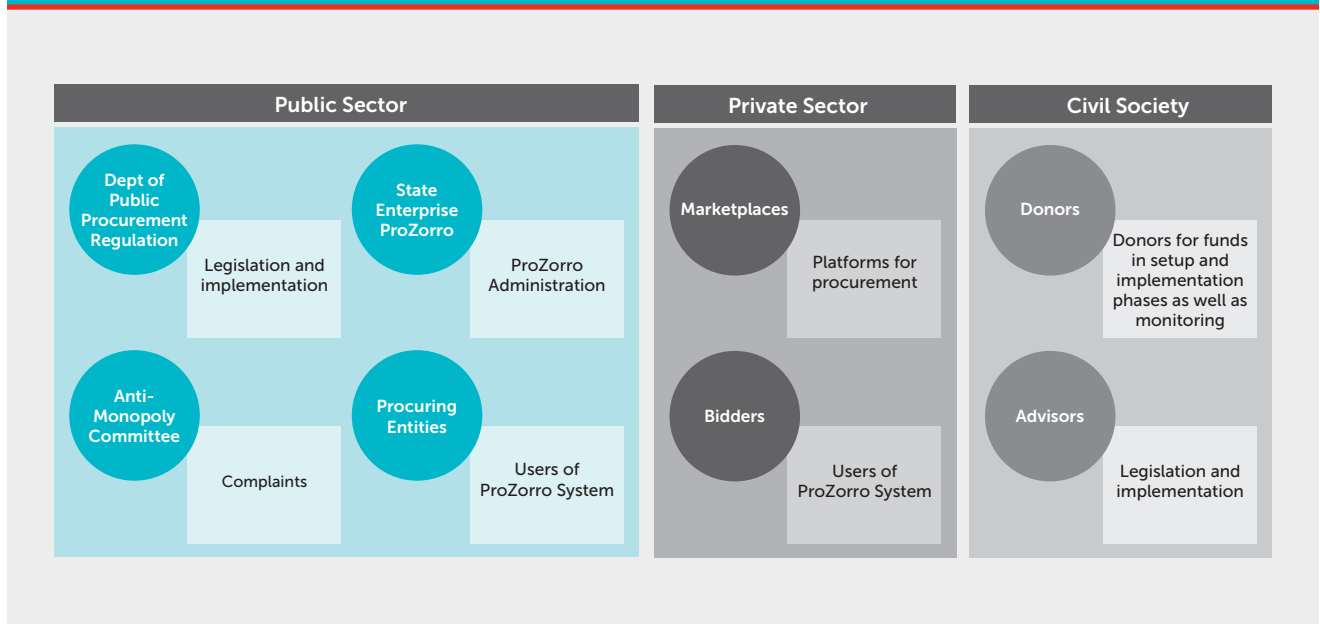 Public Sector
Dept of
Public
Procurement
Regulation
Legislation and
implementation
State
Enterprise
ProZorro
ProZorro
Administration
Anti-
Monopoly
Committee
Complaints
Procuring
Entities
Users of
ProZorro System
Private Sector
Marketplaces
Platforms for
procurement
Bidders
Users of
ProZorro System
Civil Society
Donors
Donors for funds
in setup and
implementation
phases as well as
monitoring
Advisors
Legislation and
implementation